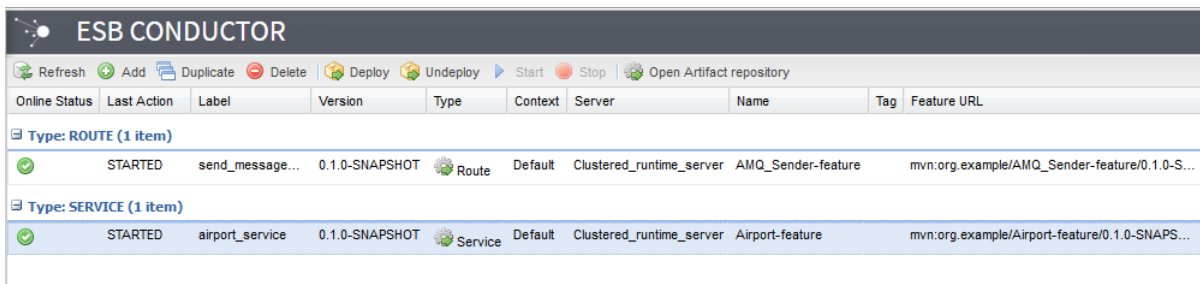 ESB CONDUCTOR
Refresh Add Duplicate Delete Deploy Undeploy Start Stop Open Artifact repository
Online Status Last Action Label Version Type Context Server Name Tag Feature URL
Type: ROUTE (1 item)
STARTED send_message... 0.1.0-SNAPSHOT Route Default Clustered_runtime_server AMQ_Sender-feature mvn:org.example/AMQ_Sender-feature/0.1.0-S...
Type: SERVICE (1 item)
STARTED airport_service 0.1.0-SNAPSHOT Service Default Clustered_runtime_server Airport-feature mvn:org.example/Airport-feature/0.1.0-SNAPS...